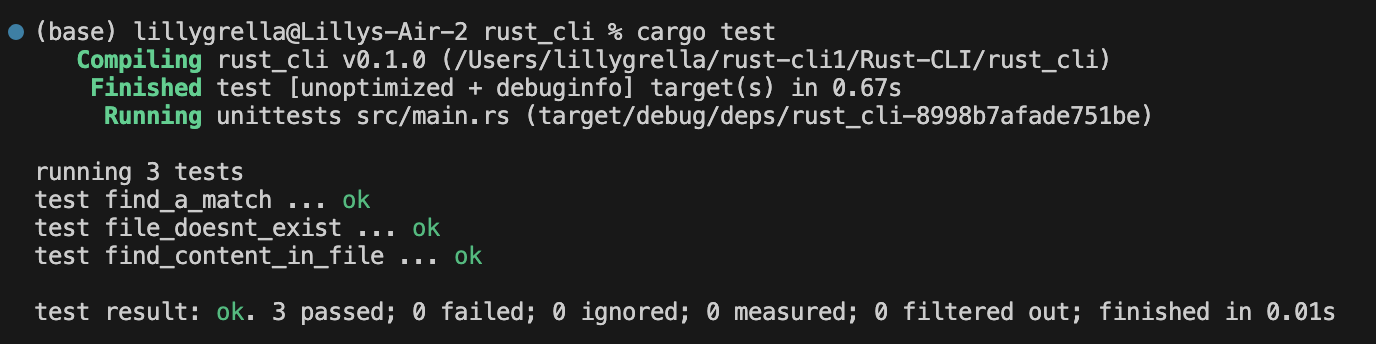 (base) lillygrella@Lillys-Air-2 rust_cli % cargo test
Compiling rust_cli v0.1.0 (/Users/lillygrella/rust-cli1/Rust-CLI/rust_cli)
Finished test [unoptimized + debuginfo] target(s) in 0.67s
Running unittests src/main.rs (target/debug/deps/rust_cli-8998b7afade751be)
running 3 tests
test find_a_match ... ok
test file_doesnt_exist ... ok
test find_content_in_file ... ok
test result: ok. 3 passed; 0 failed; 0 ignored; 0 measured; 0 filtered out; finished in 0.01s